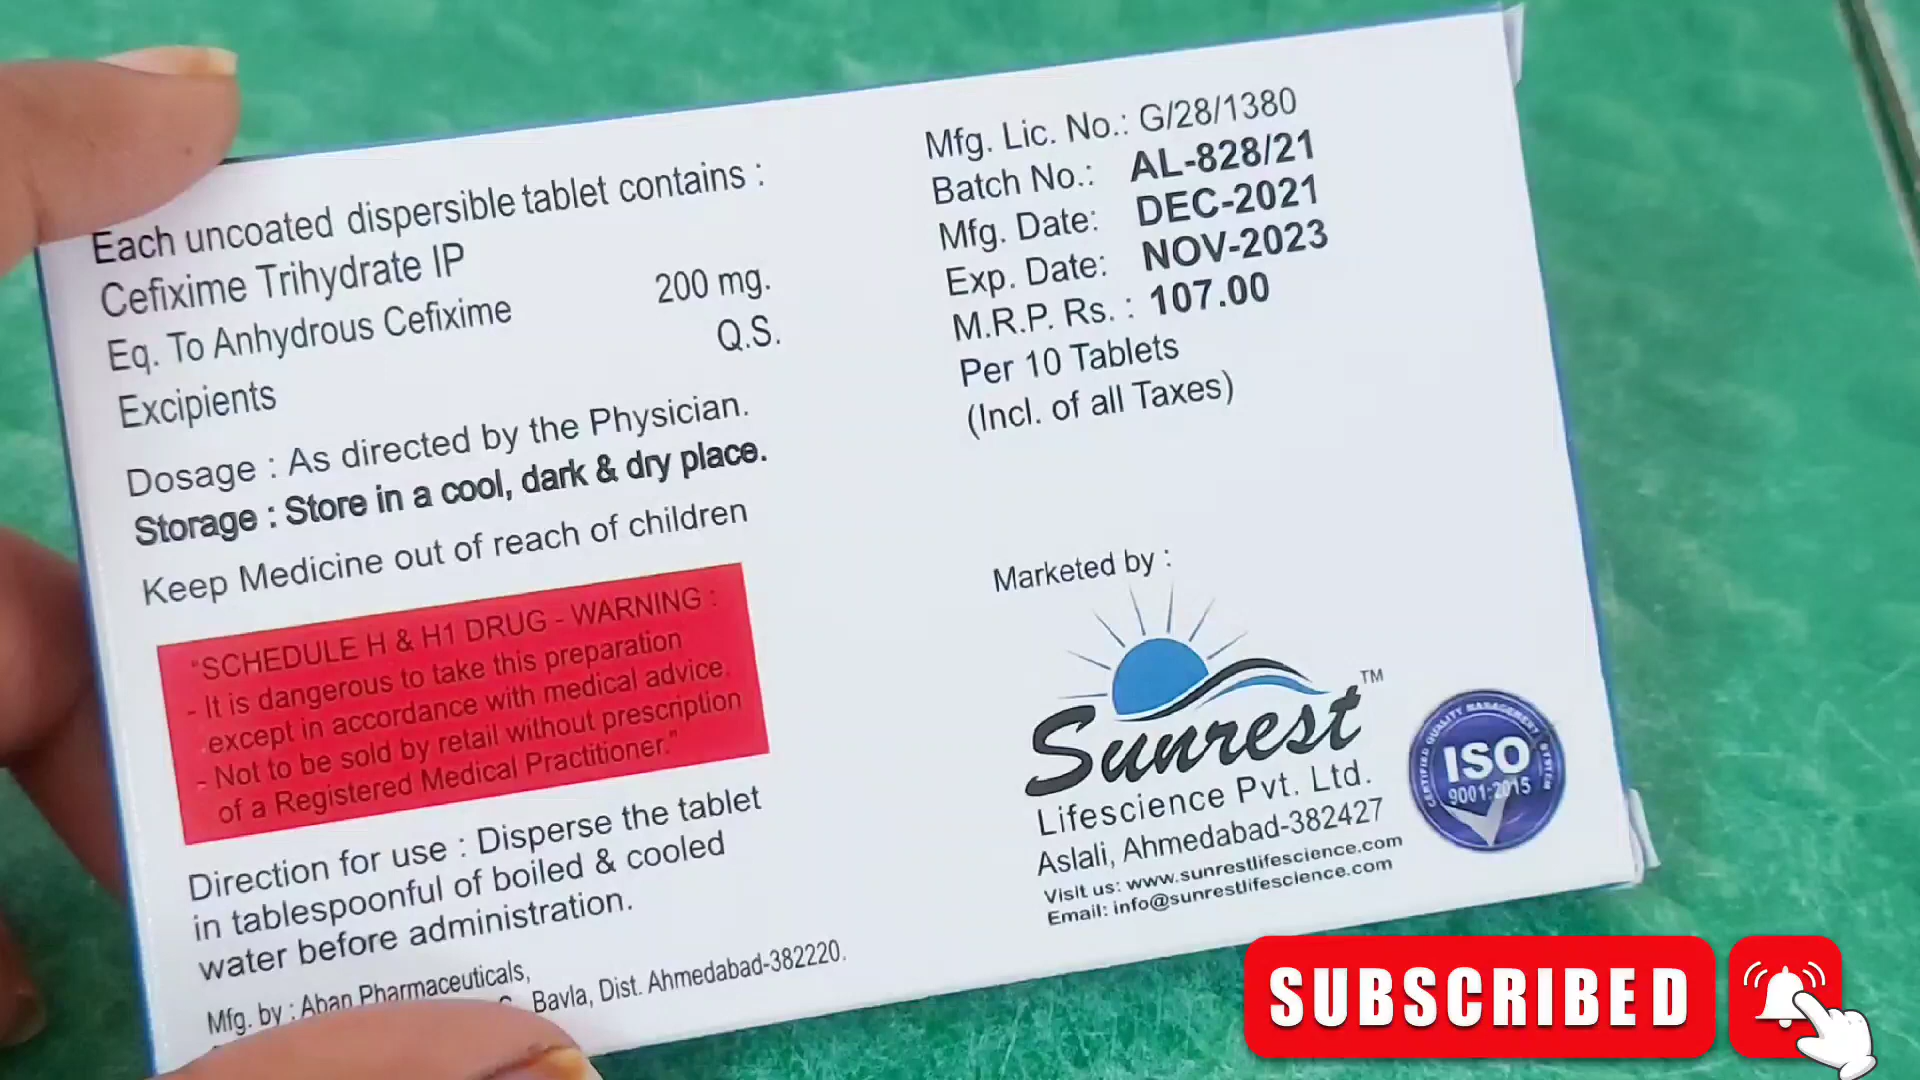 Each uncoated dispersible tablet contains :
Cefixime Trihydrate IP
Eq. To Anhydrous Cefixime 200 mg.
Excipients Q.S.
Dosage : As directed by the Physician.
Storage : Store in a cool, dark & dry place.
Keep Medicine out of reach of children
"SCHEDULE H & H1 DRUG - WARNING :
- It is dangerous to take this preparation
except in accordance with medical advice.
- Not to be sold by retail without prescription
of a Registered Medical Practitioner."
Direction for use : Disperse the tablet
in tablespoonful of boiled & cooled
water before administration.
Mfg. by : Aban Pharmaceuticals,
Bavla, Dist. Ahmedabad-382220.
Mfg. Lic. No.: G/28/1380
Batch No.: AL-828/21
Mfg. Date: DEC-2021
Exp. Date: NOV-2023
M.R.P. Rs. : 107.00
Per 10 Tablets
(Incl. of all Taxes)
Marketed by :
Sunrest TM
Lifescience Pvt. Ltd.
Aslali, Ahmedabad-382427
Visit us: www.sunrestlifescience.com
Email: info@sunrestlifescience.com
CERTIFIED QUALITY MANAGEMENT SYSTEM
ISO
9001:2015
SUBSCRIBED